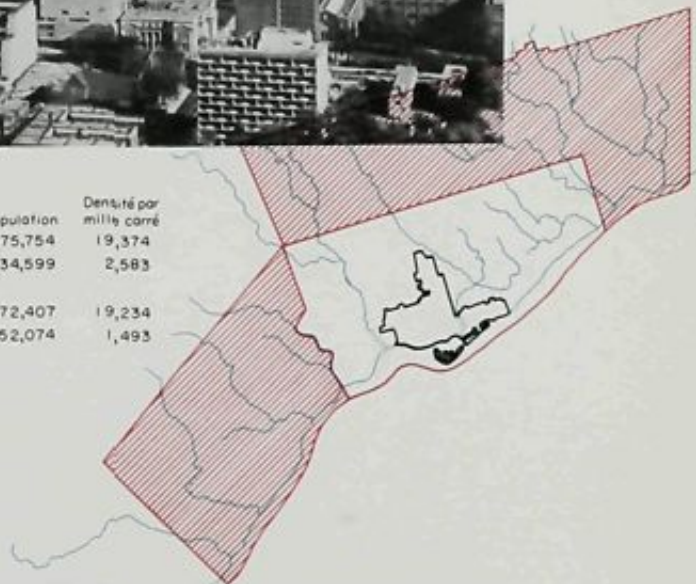 Densité par
pulation mille carré
75,754 19,374
34,599 2,583
72,407 19,234
52,074 1,493